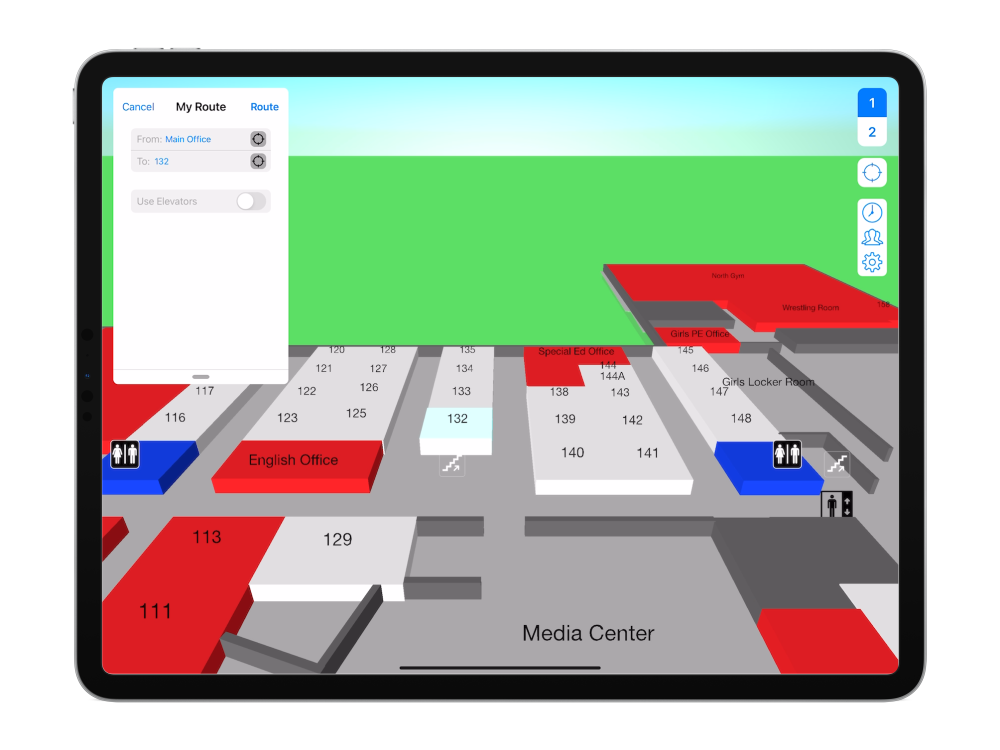 Cancel My Route Route
From: Main Office
To: 132
Use Elevators
1
2
North Gym
Wrestling Room
158
Girls PE Office
120 128 135 Special Ed Office 145
121 127 134 144 146
144A
Girls Locker Room
117 122 126 133 138 143 147
116 123 125 132 139 142 148
English Office 140 141
113 129
111
Media Center